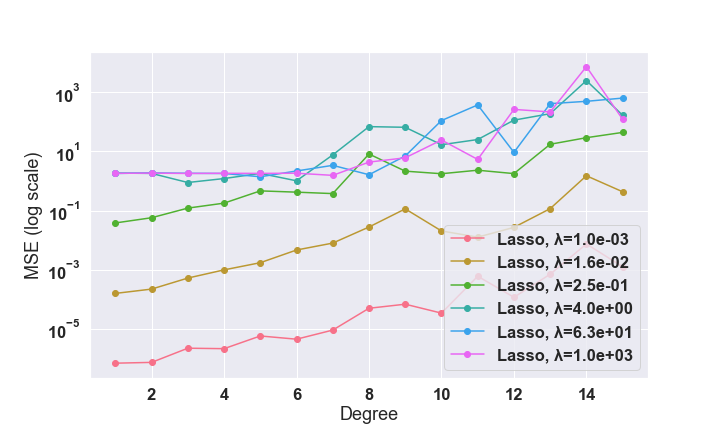 MSE (log scale)
10^3
10^1
10^-1
10^-3
10^-5
2 4 6 8 10 12 14
Degree
Lasso, λ=1.0e-03
Lasso, λ=1.6e-02
Lasso, λ=2.5e-01
Lasso, λ=4.0e+00
Lasso, λ=6.3e+01
Lasso, λ=1.0e+03